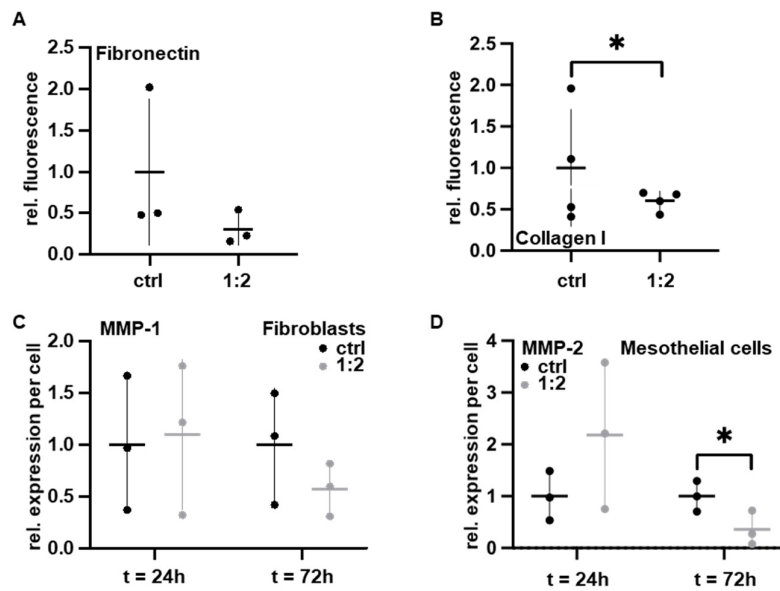 A
Fibronectin
rel. fluorescence
2.5
2.0
1.5
1.0
0.5
0.0
ctrl 1:2
B
rel. fluorescence
2.5
2.0
1.5
1.0
0.5
0.0
*
Collagen I
ctrl 1:2
C
MMP-1 Fibroblasts
ctrl
1:2
rel. expression per cell
2.0
1.5
1.0
0.5
0.0
t = 24h t = 72h
D
MMP-2 Mesothelial cells
ctrl
1:2
rel. expression per cell
4
3
2
1
0
*
t = 24h t = 72h